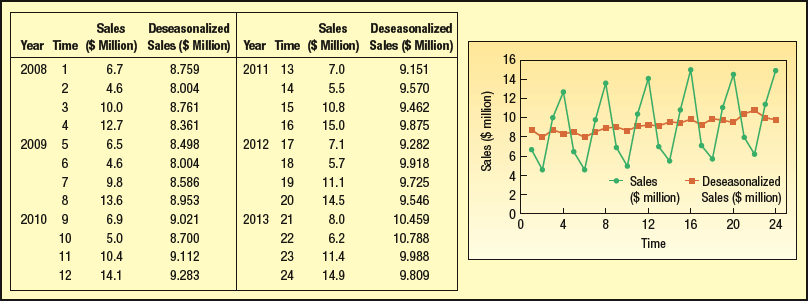 Sales Deseasonalized Sales Deseasonalized
Year Time ($ Million) Sales ($ Million) Year Time ($ Million) Sales ($ Million)
2008 1 6.7 8.759 2011 13 7.0 9.151
2 4.6 8.004 14 5.5 9.570
3 10.0 8.761 15 10.8 9.462
4 12.7 8.361 16 15.0 9.875
2009 5 6.5 8.498 2012 17 7.1 9.282
6 4.6 8.004 18 5.7 9.918
7 9.8 8.586 19 11.1 9.725
8 13.6 8.953 20 14.5 9.546
2010 9 6.9 9.021 2013 21 8.0 10.459
10 5.0 8.700 22 6.2 10.788
11 10.4 9.112 23 11.4 9.988
12 14.1 9.283 24 14.9 9.809
Sales ($ million)
16
14
12
10
8
6
4
2
0
Sales
($ million)
Deseasonalized
Sales ($ million)
0 4 8 12 16 20 24
Time